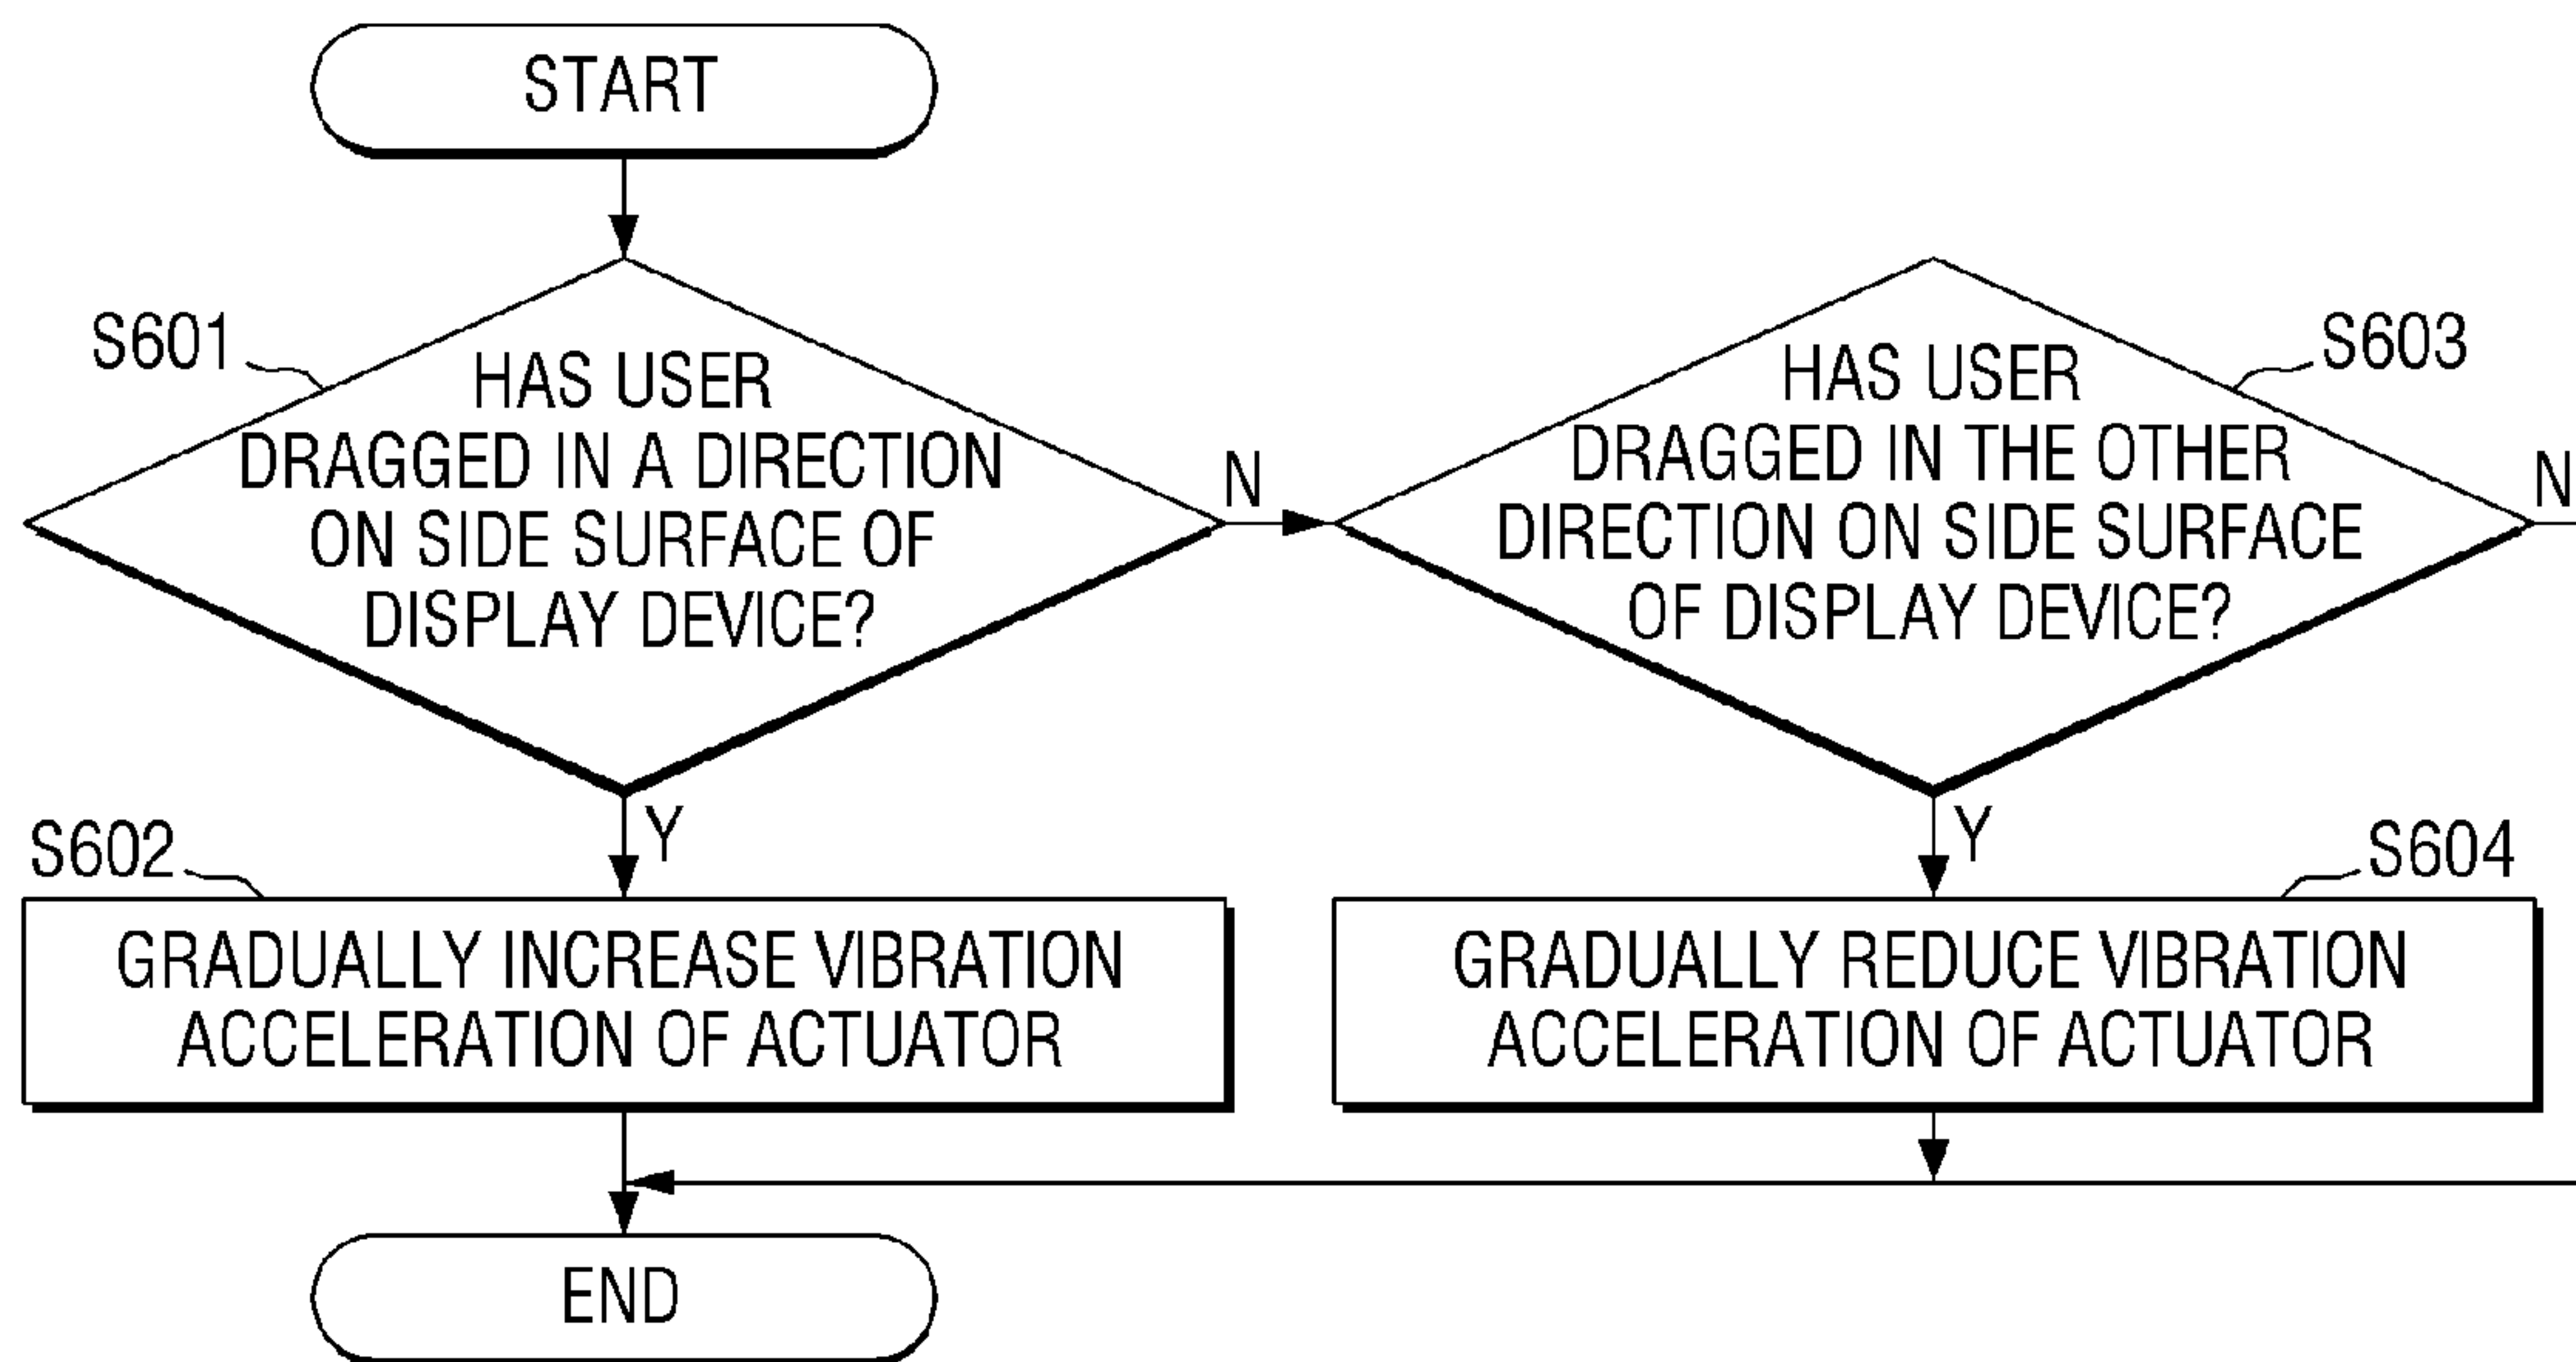 START
S601
HAS USER
DRAGGED IN A DIRECTION
ON SIDE SURFACE OF
DISPLAY DEVICE?
N
S603
HAS USER
DRAGGED IN THE OTHER
DIRECTION ON SIDE SURFACE
OF DISPLAY DEVICE?
N
Y
S602
GRADUALLY INCREASE VIBRATION
ACCELERATION OF ACTUATOR
Y
S604
GRADUALLY REDUCE VIBRATION
ACCELERATION OF ACTUATOR
END